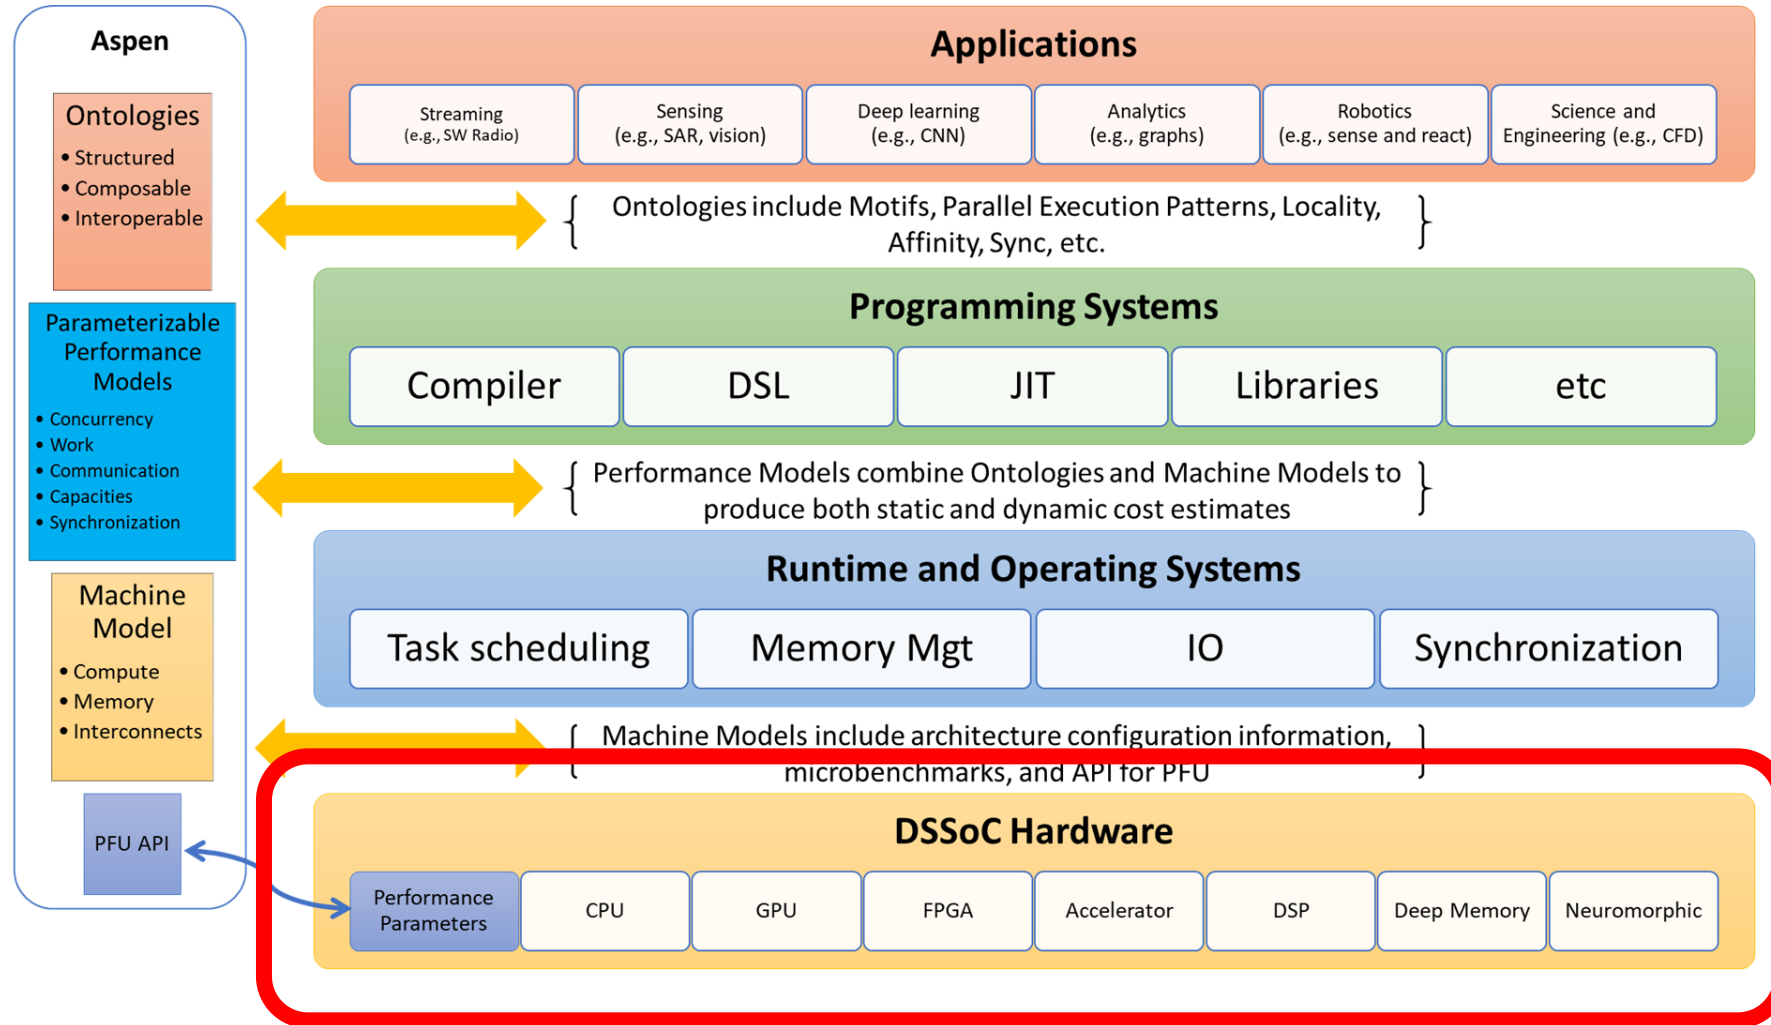 Aspen
Ontologies
• Structured
• Composable
• Interoperable
Parameterizable
Performance
Models
• Concurrency
• Work
• Communication
• Capacities
• Synchronization
Machine
Model
• Compute
• Memory
• Interconnects
PFU API
Applications
Streaming
(e.g., SW Radio)
Sensing
(e.g., SAR, vision)
Deep learning
(e.g., CNN)
Analytics
(e.g., graphs)
Robotics
(e.g., sense and react)
Science and
Engineering (e.g., CFD)
Ontologies include Motifs, Parallel Execution Patterns, Locality,
Affinity, Sync, etc.
Programming Systems
Compiler
DSL
JIT
Libraries
etc
Performance Models combine Ontologies and Machine Models to
produce both static and dynamic cost estimates
Runtime and Operating Systems
Task scheduling
Memory Mgt
IO
Synchronization
Machine Models include architecture configuration information,
microbenchmarks, and API for PFU
DSSoC Hardware
Performance
Parameters
CPU
GPU
FPGA
Accelerator
DSP
Deep Memory
Neuromorphic